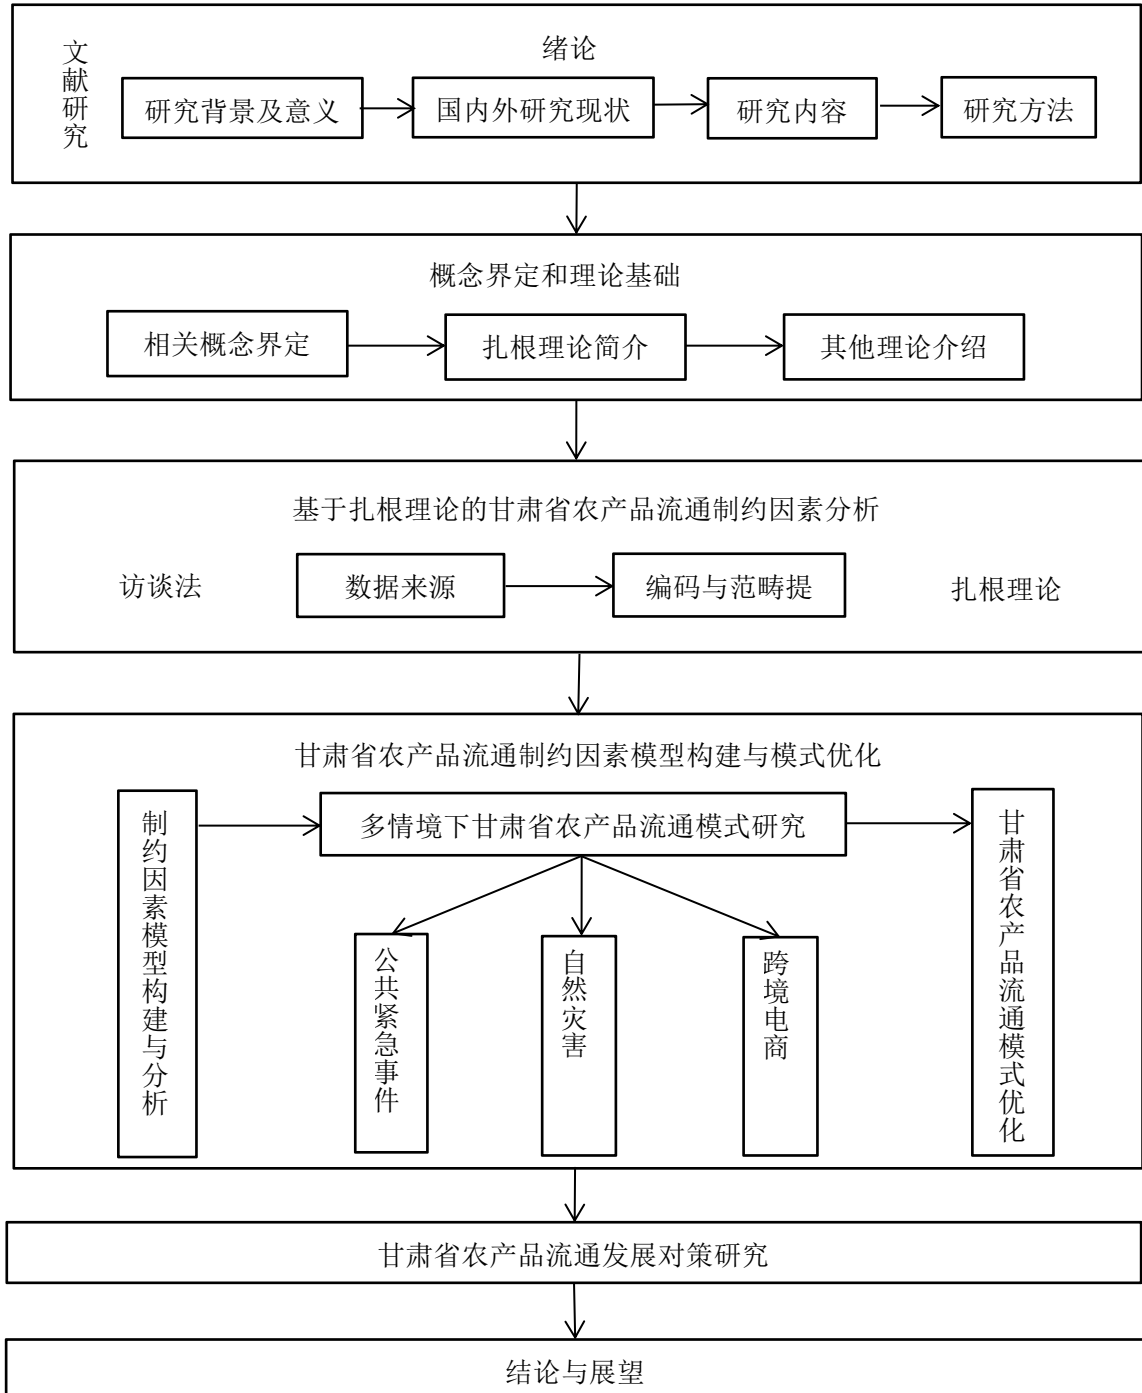 文献研究
绪论
研究背景及意义
国内外研究现状
研究内容
研究方法
概念界定和理论基础
相关概念界定
扎根理论简介
其他理论介绍
基于扎根理论的甘肃省农产品流通制约因素分析
访谈法
数据来源
编码与范畴提
扎根理论
甘肃省农产品流通制约因素模型构建与模式优化
制约因素模型构建与分析
多情境下甘肃省农产品流通模式研究
公共紧急事件
自然灾害
跨境电商
甘肃省农产品流通模式优化
甘肃省农产品流通发展对策研究
结论与展望